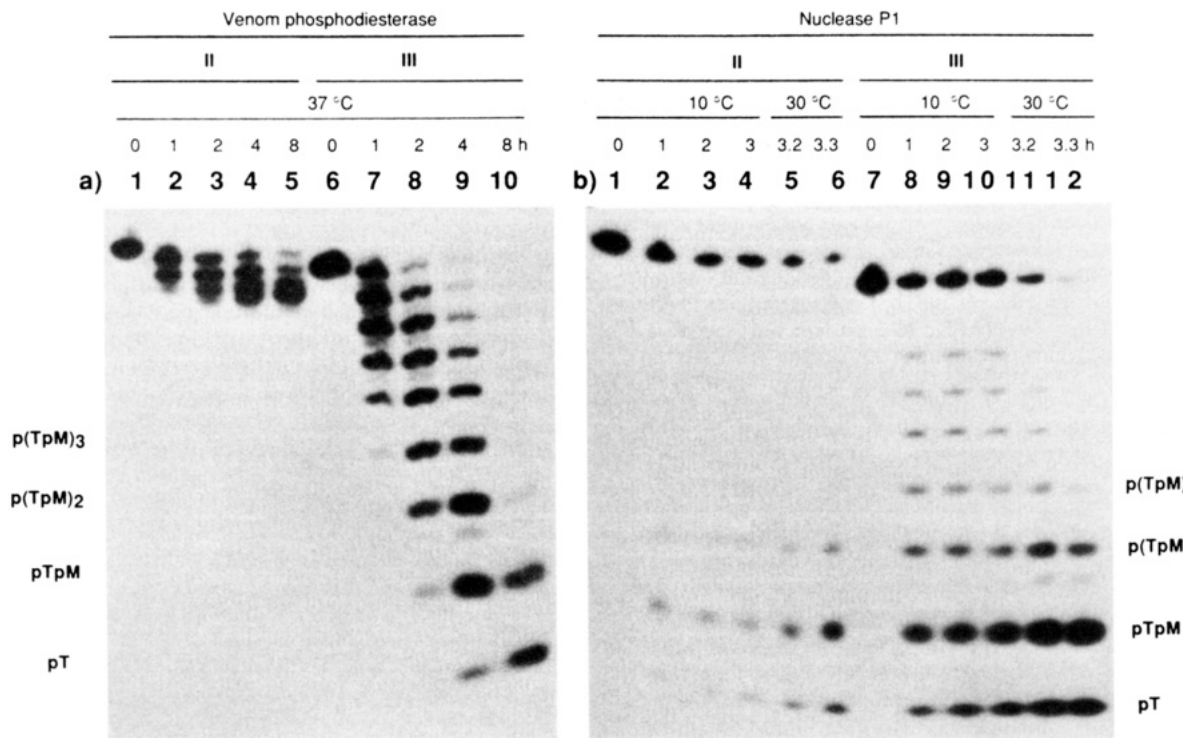 Venom phosphodiesterase
Nuclease P1
II III
II III
37 °C
10 °C 30 °C 10 °C 30 °C
0 1 2 4 8 0 1 2 4 8 h
0 1 2 3 3.2 3.3 0 1 2 3 3.2 3.3 h
a) 1 2 3 4 5 6 7 8 9 10
b) 1 2 3 4 5 6 7 8 9 10 11 12
p(TpM)3
p(TpM)2
pTpM
pT
p(TpM)
p(TpM
pTpM
pT